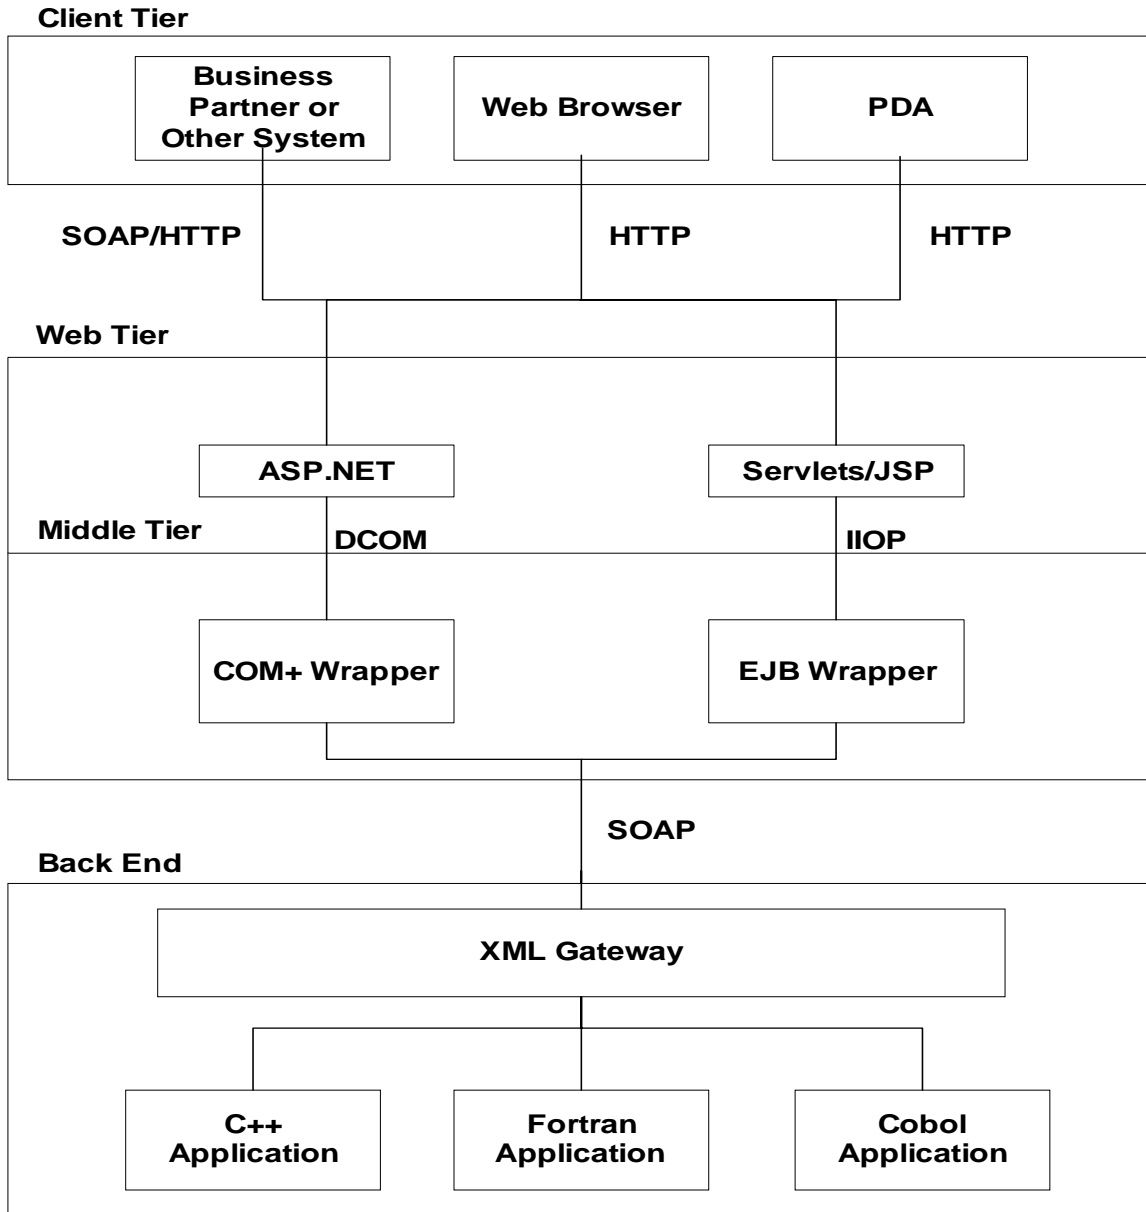 Client Tier
Business
Partner or
Other System
Web Browser
PDA
SOAP/HTTP
HTTP
HTTP
Web Tier
ASP.NET
Servlets/JSP
Middle Tier
DCOM
IIOP
COM+ Wrapper
EJB Wrapper
SOAP
Back End
XML Gateway
C++
Application
Fortran
Application
Cobol
Application